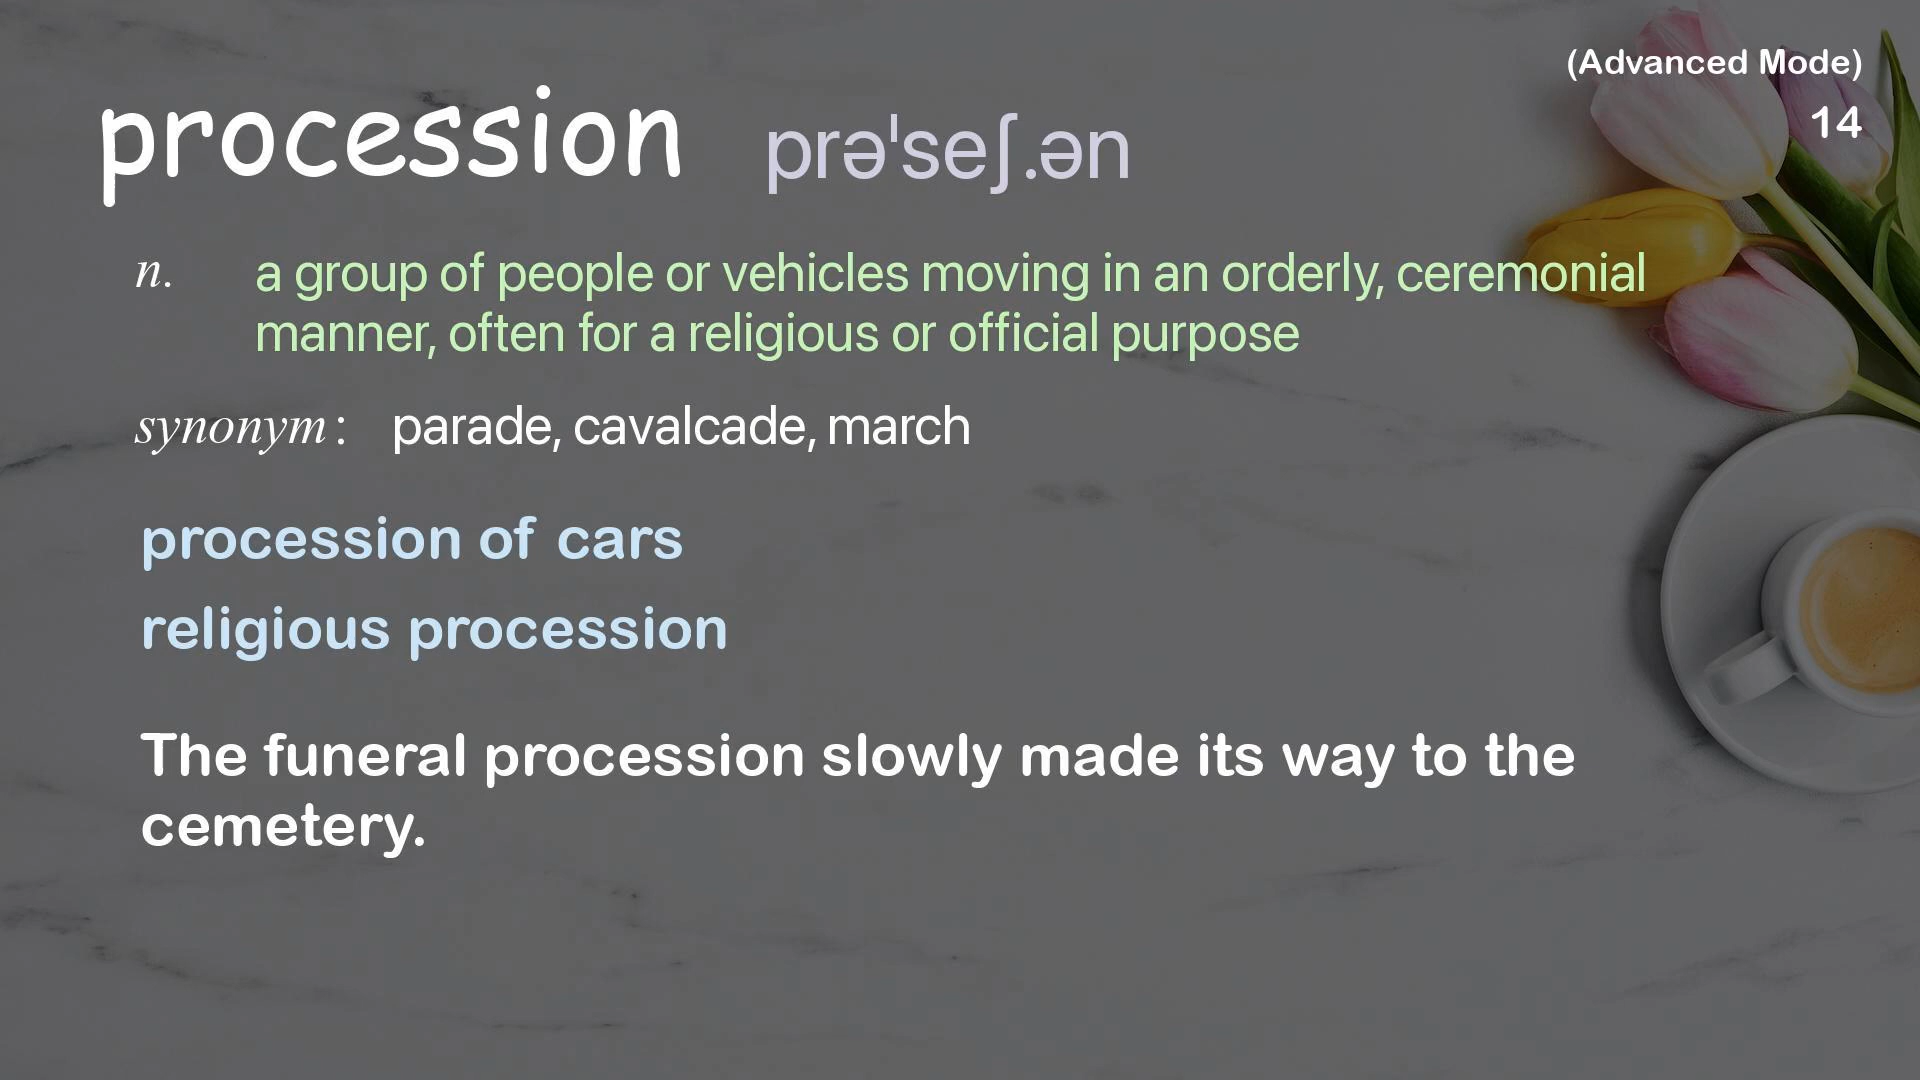 (Advanced Mode)
14
procession prə'seʃ.ən
n. a group of people or vehicles moving in an orderly, ceremonial
manner, often for a religious or official purpose
synonym: parade, cavalcade, march
procession of cars
religious procession
The funeral procession slowly made its way to the
cemetery.